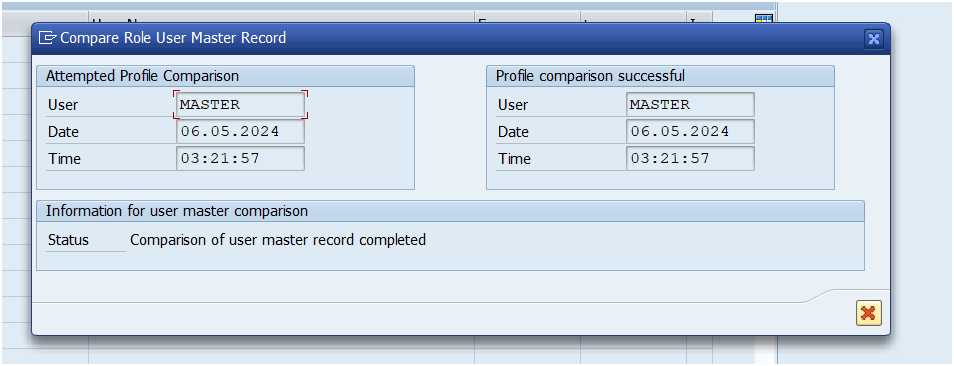 Compare Role User Master Record
Attempted Profile Comparison
User MASTER
Date 06.05.2024
Time 03:21:57
Profile comparison successful
User MASTER
Date 06.05.2024
Time 03:21:57
Information for user master comparison
Status Comparison of user master record completed